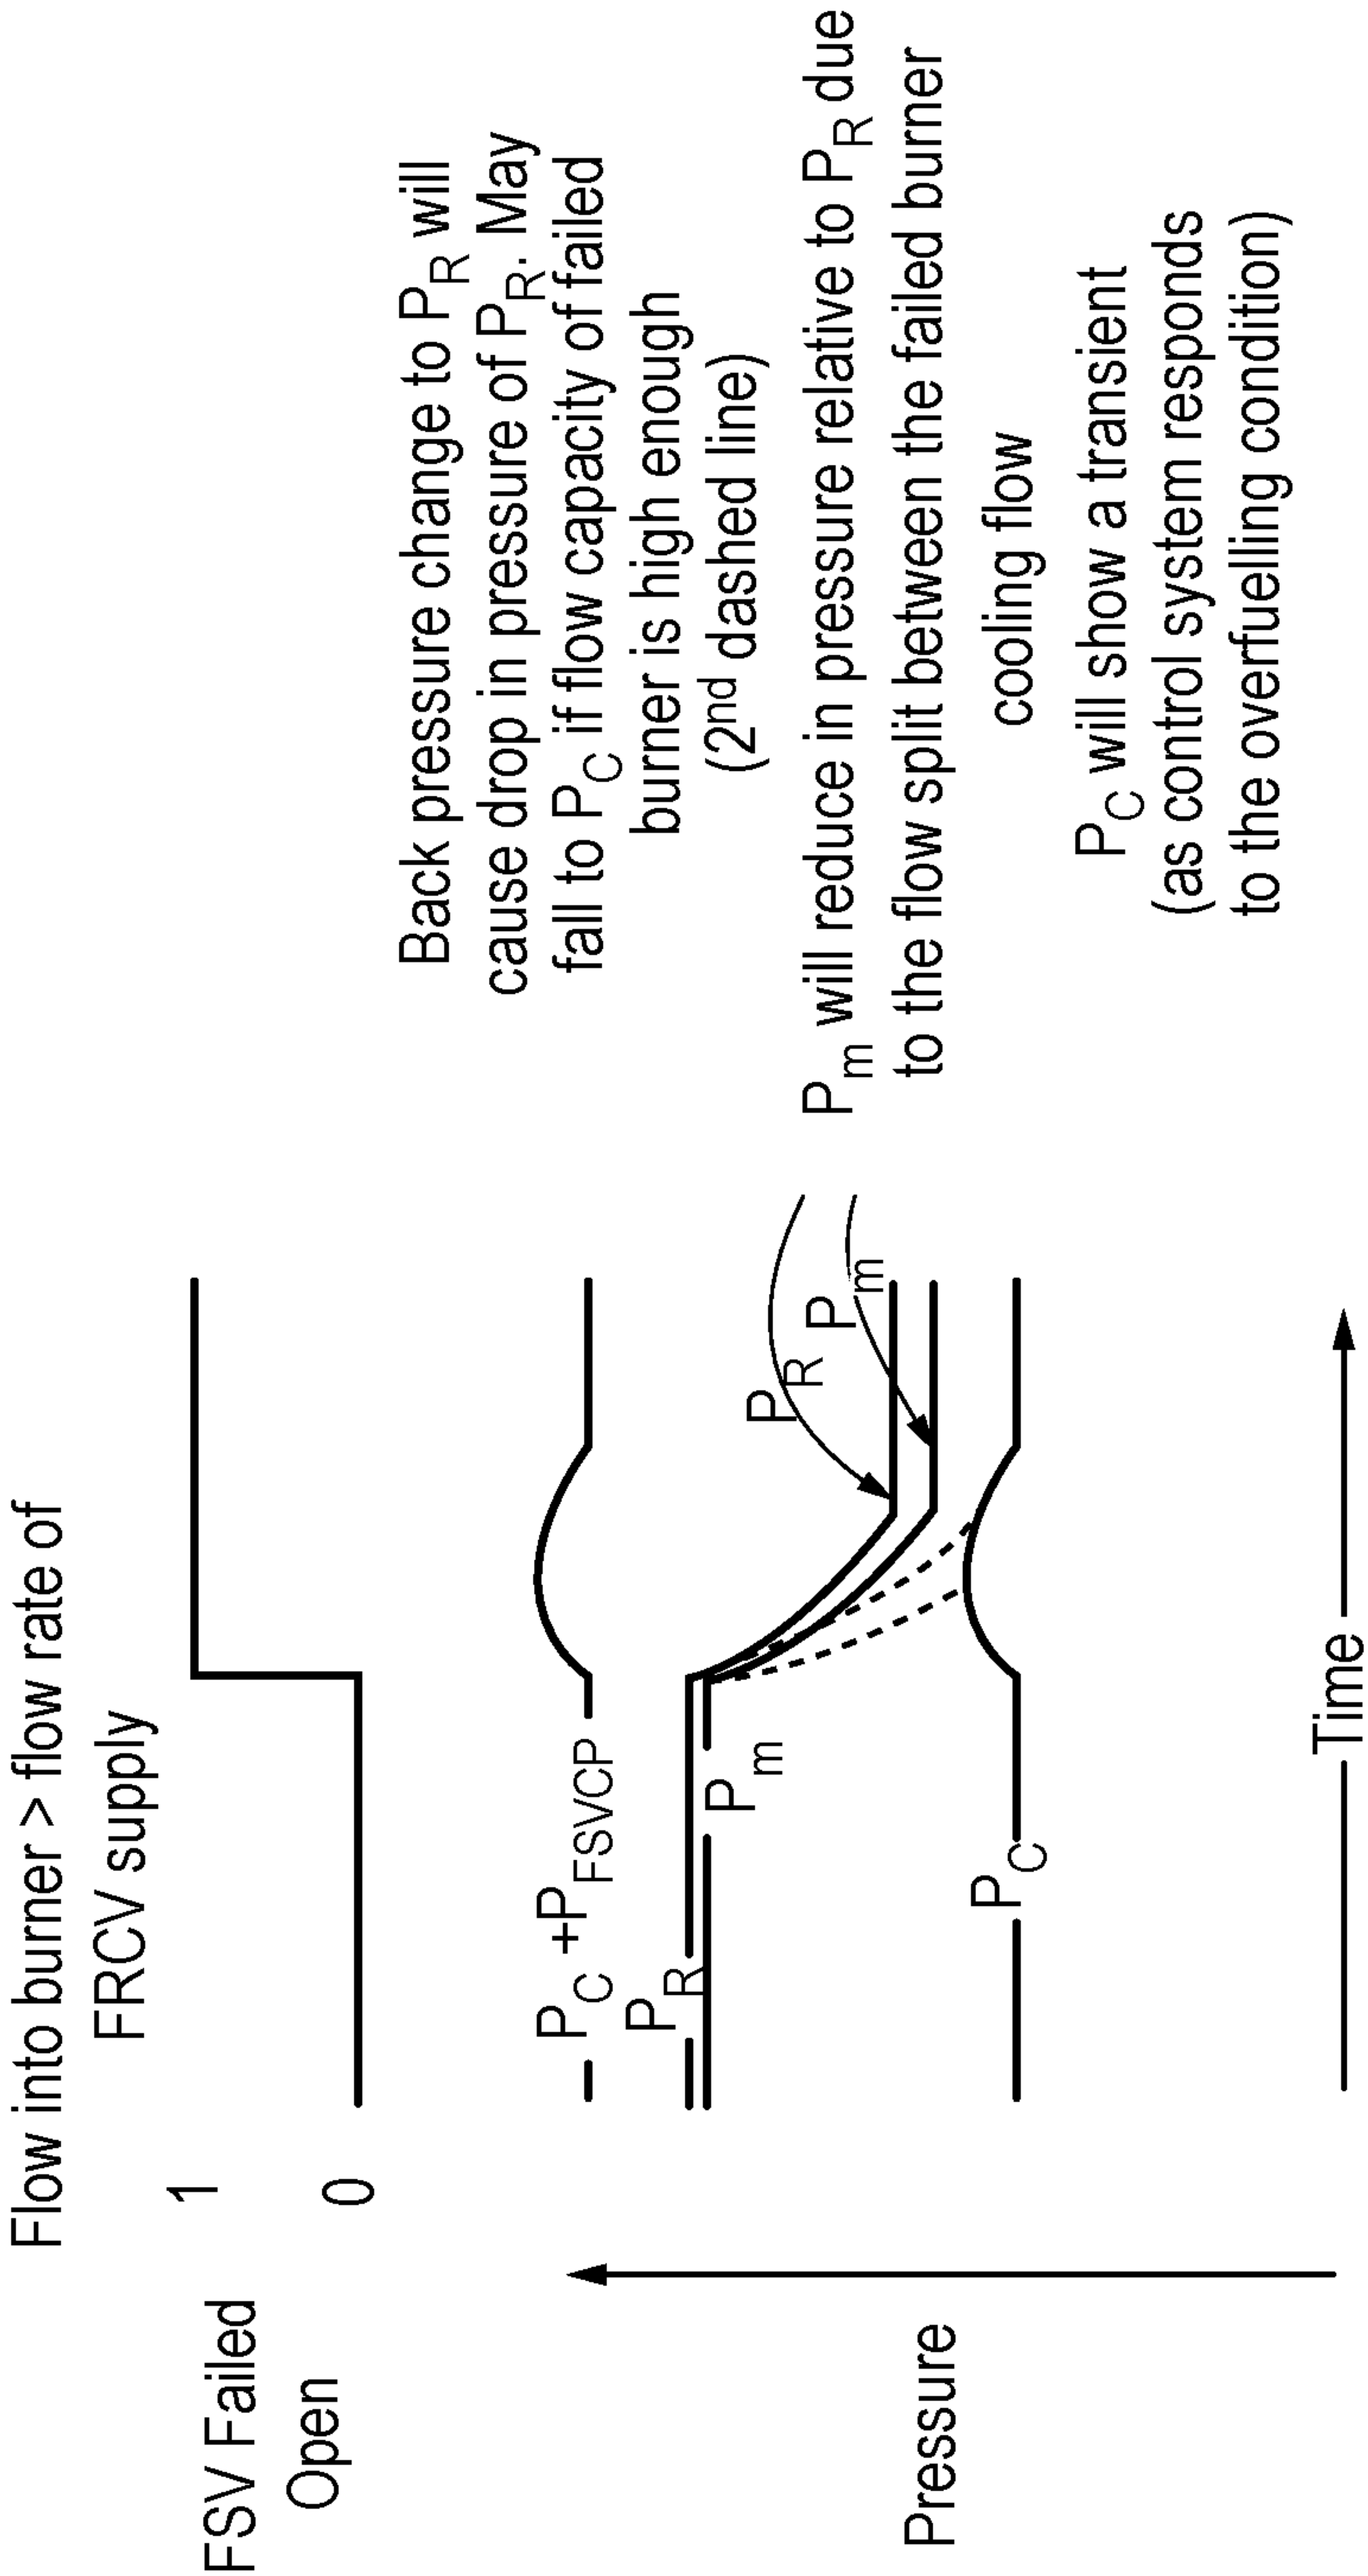 Flow into burner > flow rate of
FRCV supply
FSV Failed
Open
1
0
Pressure
P_C +P_FSVCP
P_R
P_m
P_C
P_R P_m
Time
Back pressure change to P_R will
cause drop in pressure of P_R. May
fall to P_C if flow capacity of failed
burner is high enough
(2nd dashed line)
P_m will reduce in pressure relative to P_R due
to the flow split between the failed burner
cooling flow
P_C will show a transient
(as control system responds
to the overfuelling condition)